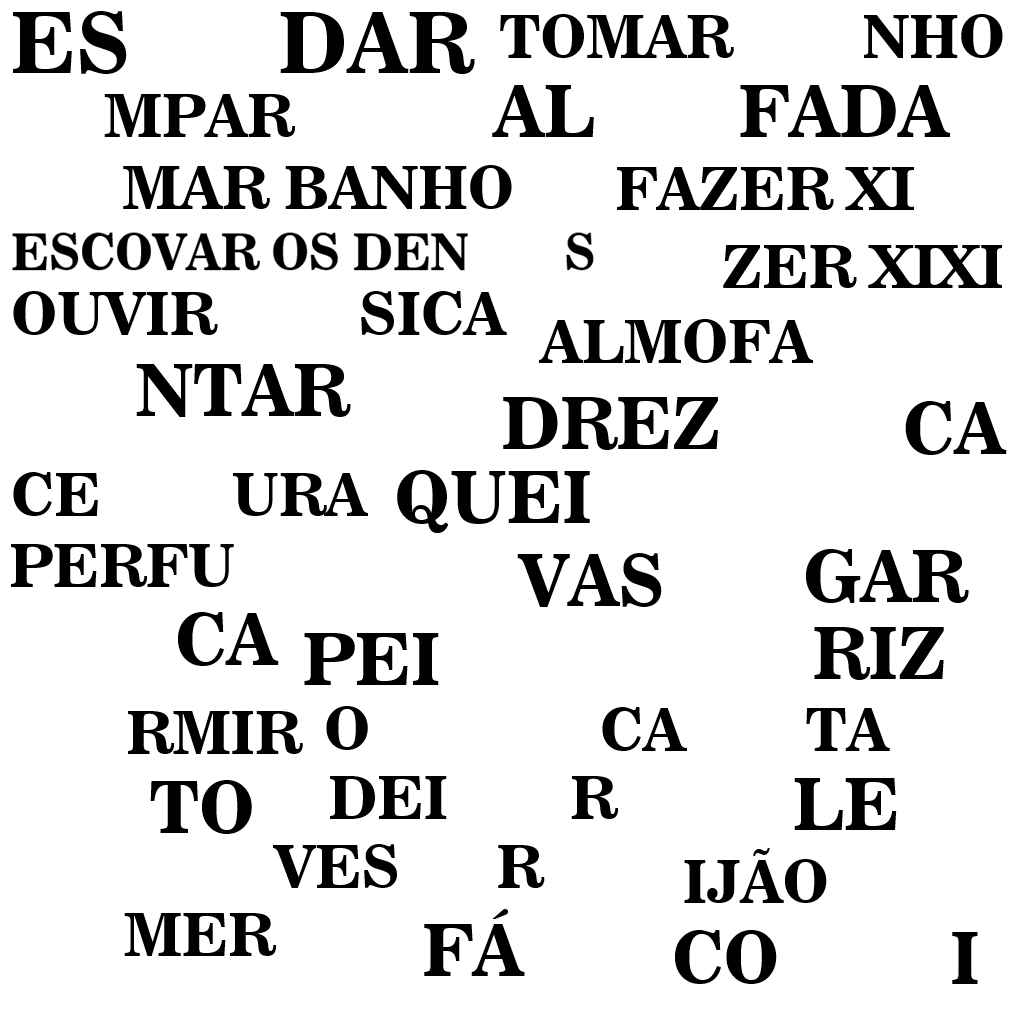 ES DAR TOMAR NHO
MPAR AL FADA
MAR BANHO FAZER XI
ESCOVAR OS DEN S ZER XIXI
OUVIR SICA ALMOFA
NTAR DREZ CA
CE URA QUEI
PERFU VAS GAR
CA PEI RIZ
RMIR O CA TA
TO DEI R LE
VES R IJÃO
MER FÁ CO I